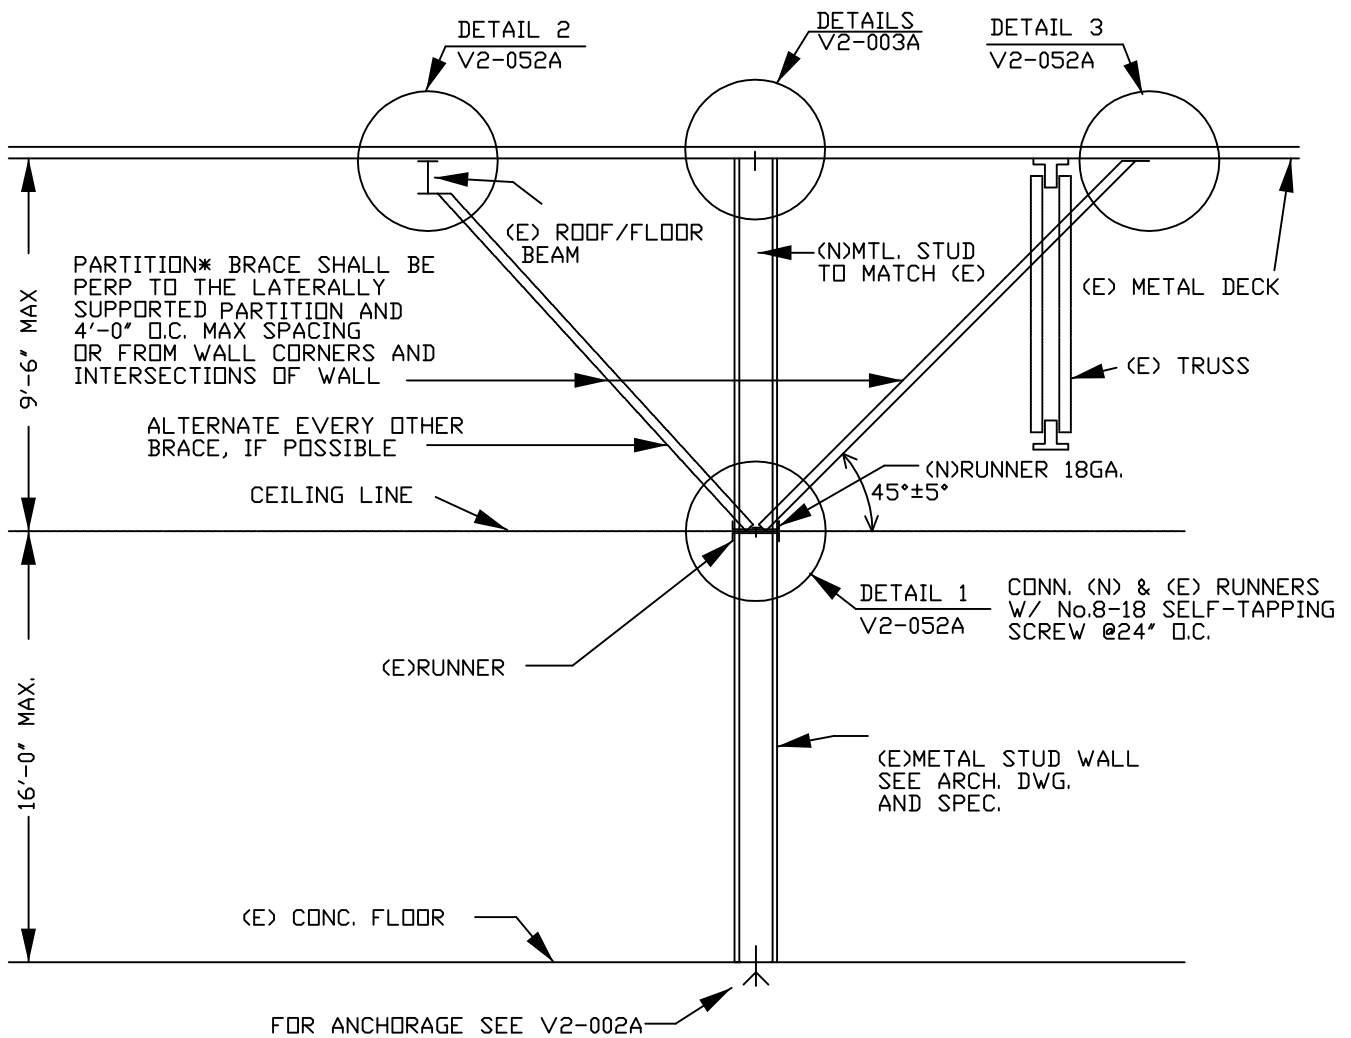 DETAIL 2
V2-052A
DETAILS
V2-003A
DETAIL 3
V2-052A
(E) ROOF/FLOOR
BEAM
(N)MTL. STUD
TO MATCH (E)
(E) METAL DECK
PARTITION* BRACE SHALL BE
PERP TO THE LATERALLY
SUPPORTED PARTITION AND
4'-0" O.C. MAX SPACING
OR FROM WALL CORNERS AND
INTERSECTIONS OF WALL
9'-6" MAX
(E) TRUSS
ALTERNATE EVERY OTHER
BRACE, IF POSSIBLE
(N)RUNNER 18GA.
45°±5°
CEILING LINE
DETAIL 1
V2-052A
CONN. (N) & (E) RUNNERS
W/ No.8-18 SELF-TAPPING
SCREW @24" O.C.
(E)RUNNER
16'-0" MAX.
(E)METAL STUD WALL
SEE ARCH. DWG.
AND SPEC.
(E) CONC. FLOOR
FOR ANCHORAGE SEE V2-002A